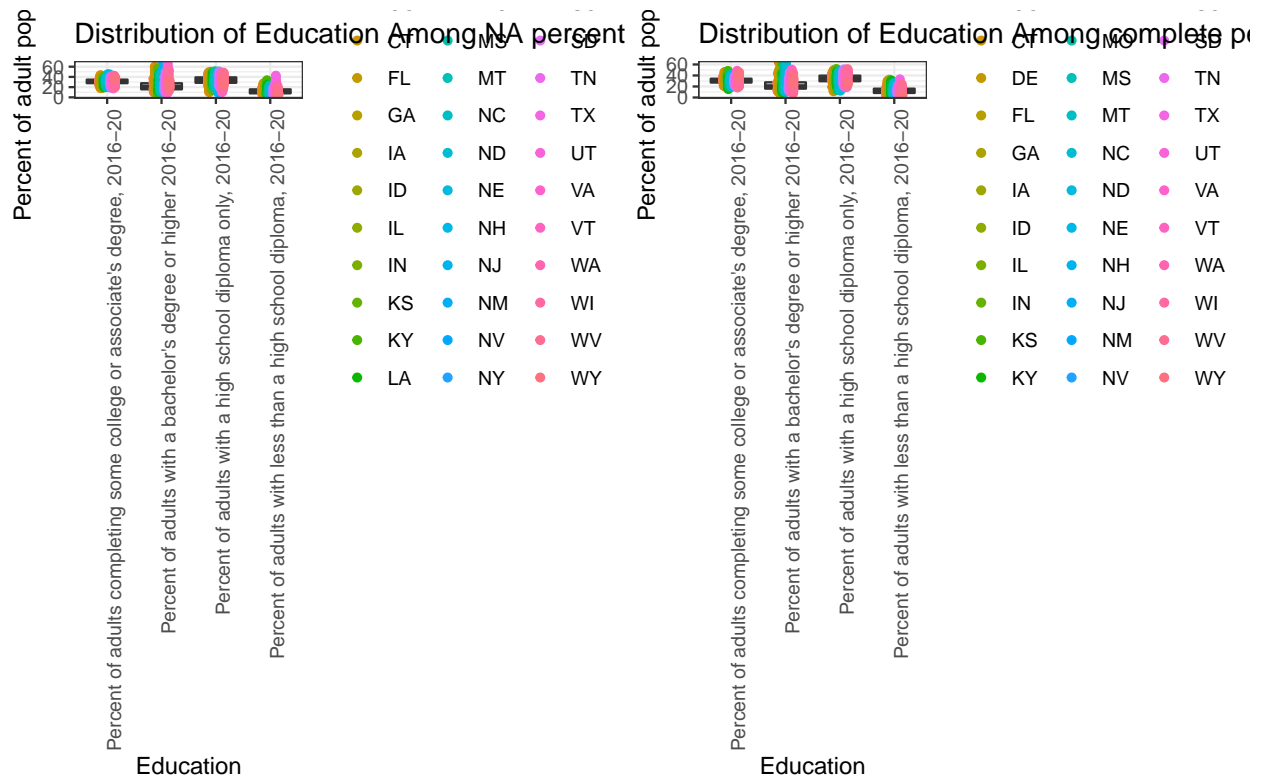 Distribution of Education Among NA percent
Percent of adult pop
60
40
20
0
Percent of adults completing some college or associate's degree, 2016−20
Percent of adults with a bachelor's degree or higher 2016−20
Percent of adults with a high school diploma only, 2016−20
Percent of adults with less than a high school diploma, 2016−20
Education
CT MS SD
FL MT TN
GA NC TX
IA ND UT
ID NE VA
IL NH VT
IN NJ WA
KS NM WI
KY NV WV
LA NY WY
Distribution of Education Among complete pe
Percent of adult pop
60
40
20
0
Percent of adults completing some college or associate's degree, 2016−20
Percent of adults with a bachelor's degree or higher 2016−20
Percent of adults with a high school diploma only, 2016−20
Percent of adults with less than a high school diploma, 2016−20
Education
CT MO SD
DE MS TN
FL MT TX
GA NC UT
IA ND VA
ID NE VT
IL NH WA
IN NJ WI
KS NM WV
KY NV WY